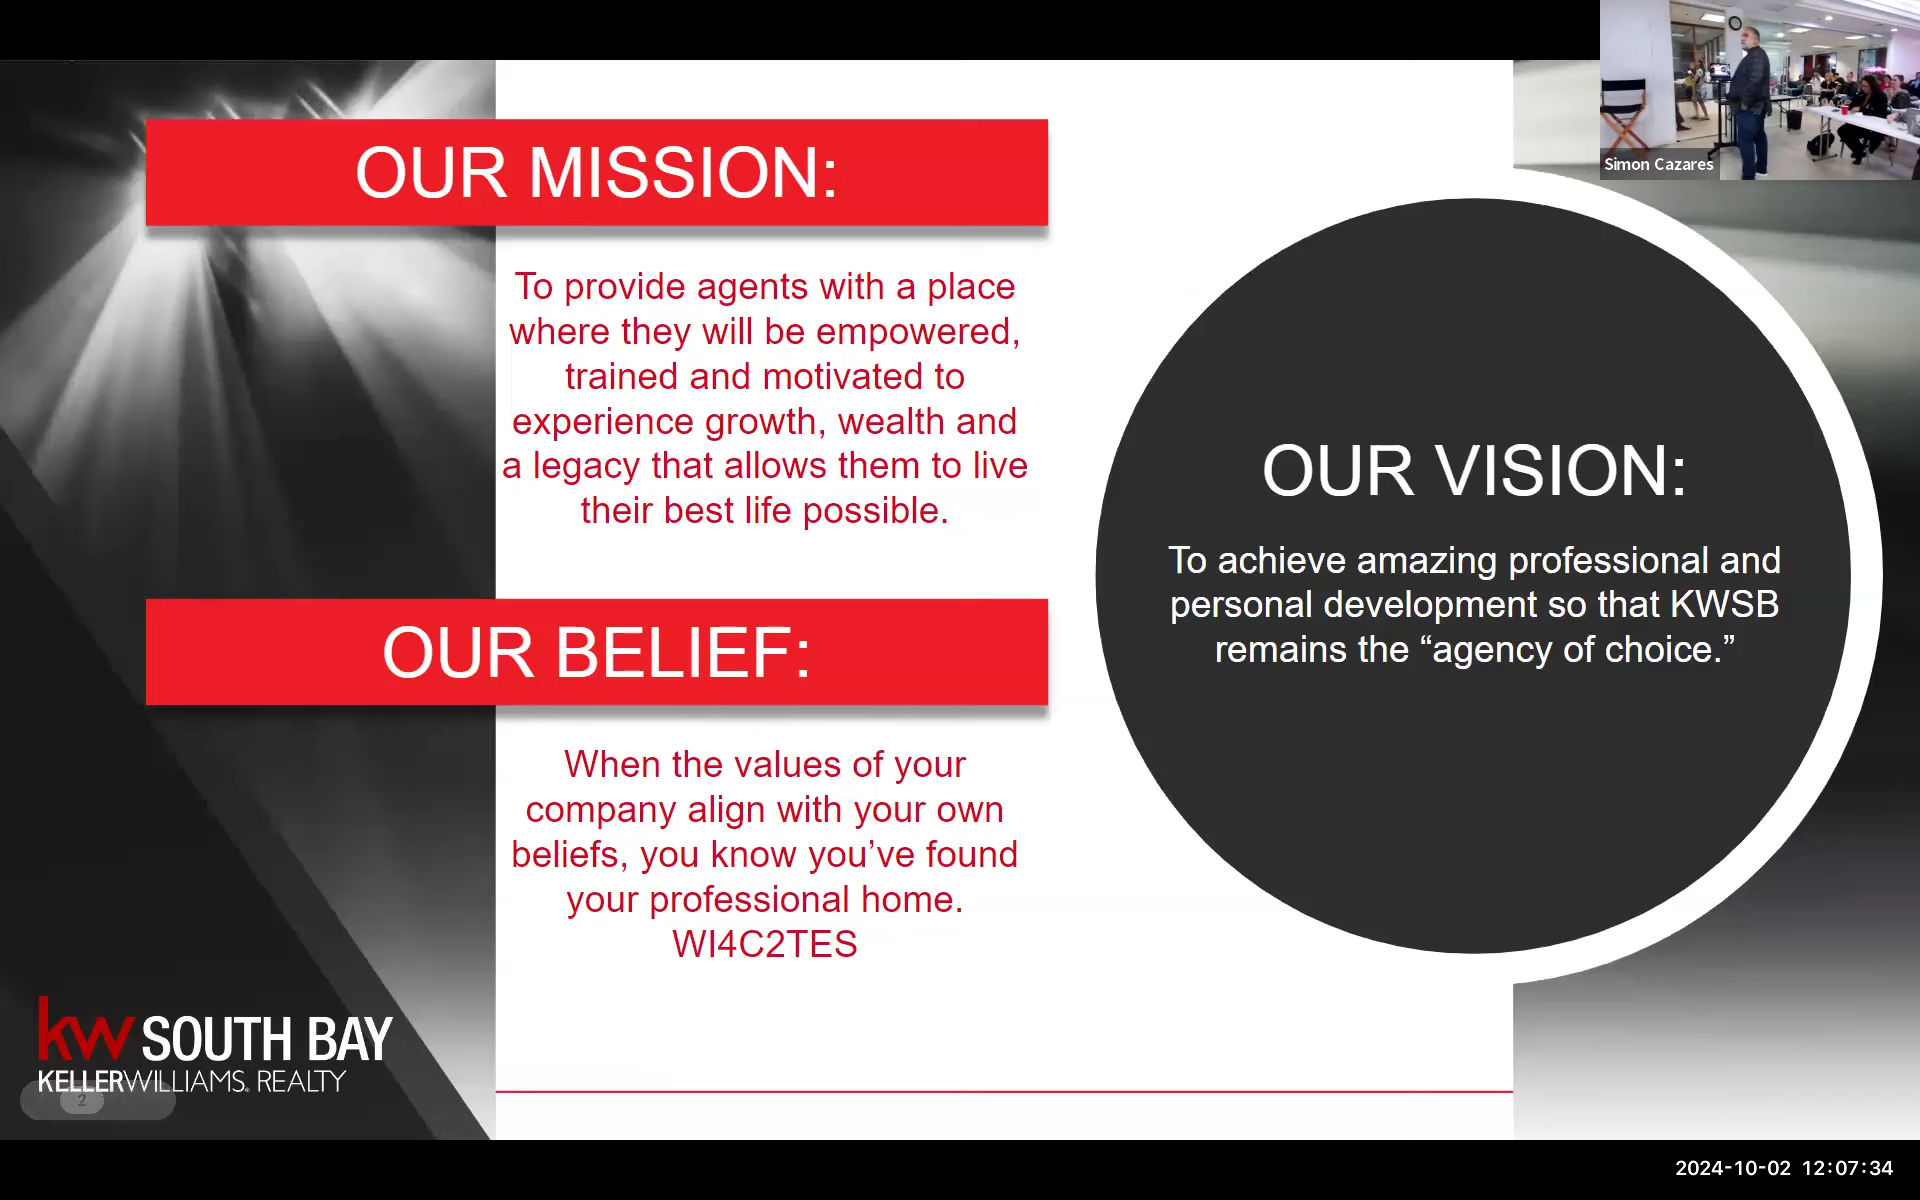 Simon Cazares
OUR MISSION:
To provide agents with a place
where they will be empowered,
trained and motivated to
experience growth, wealth and
a legacy that allows them to live
their best life possible.
OUR BELIEF:
When the values of your
company align with your own
beliefs, you know you’ve found
your professional home.
WI4C2TES
OUR VISION:
To achieve amazing professional and
personal development so that KWSB
remains the “agency of choice.”
kw SOUTH BAY
KELLERWILLIAMS. REALTY
2
2024-10-02 12:07:34